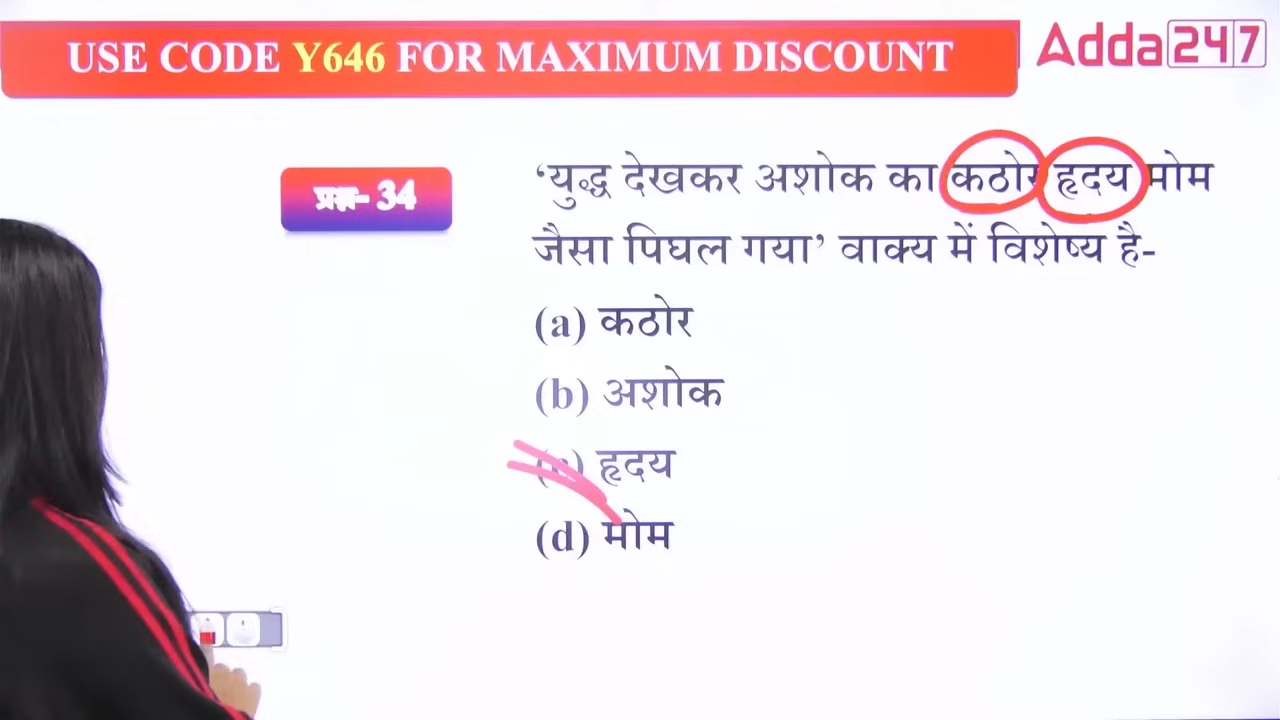 USE CODE Y646 FOR MAXIMUM DISCOUNT
Adda247
प्रश्न- 34
‘युद्ध देखकर अशोक का कठोर हृदय मोम
जैसा पिघल गया’ वाक्य में विशेष्य है-
(a) कठोर
(b) अशोक
(c) हृदय
(d) मोम